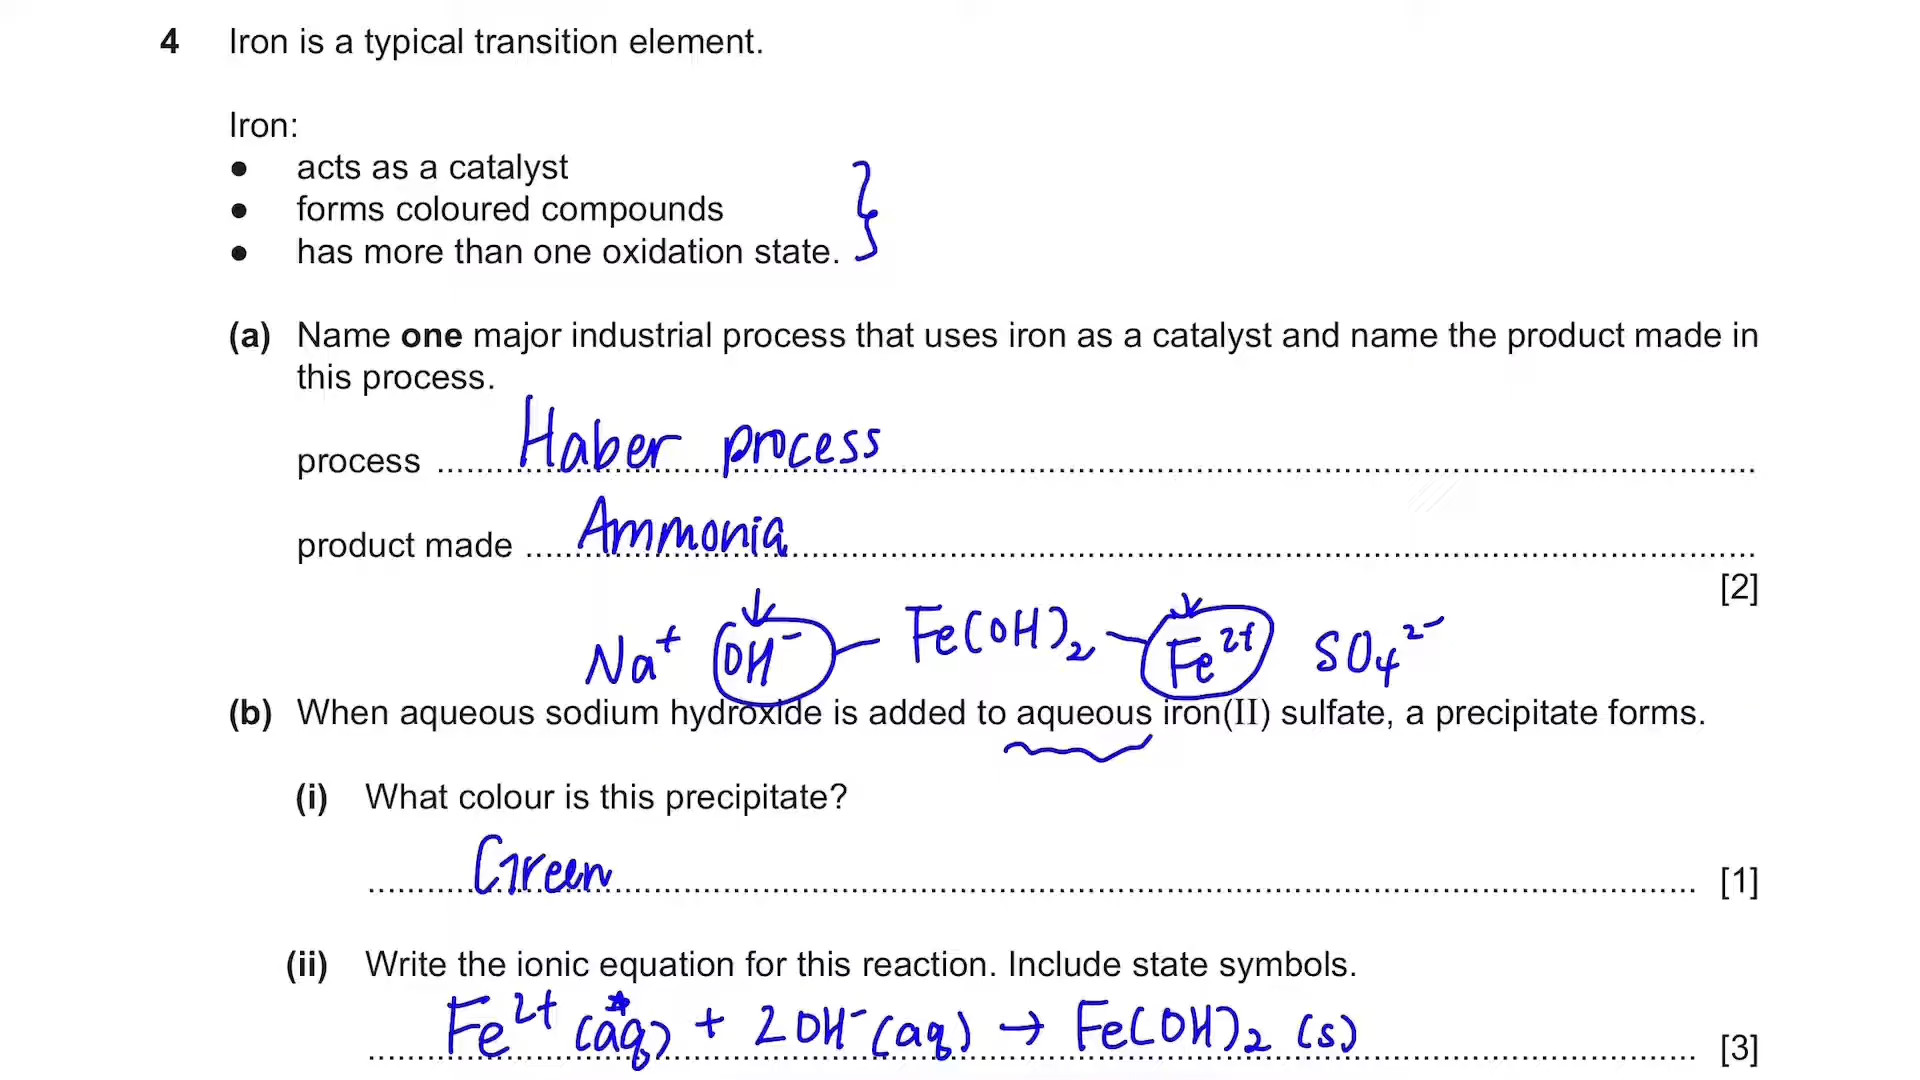 4 Iron is a typical transition element.
Iron:
● acts as a catalyst
● forms coloured compounds
● has more than one oxidation state.
(a) Name one major industrial process that uses iron as a catalyst and name the product made in
this process.
process Haber process
product made Ammonia
[2]
Na⁺ OH⁻ Fe(OH)₂ Fe²⁺ SO₄²⁻
(b) When aqueous sodium hydroxide is added to aqueous iron(II) sulfate, a precipitate forms.
(i) What colour is this precipitate?
Green [1]
(ii) Write the ionic equation for this reaction. Include state symbols.
Fe²⁺ (aq) + 2OH⁻ (aq) → Fe(OH)₂ (s) [3]